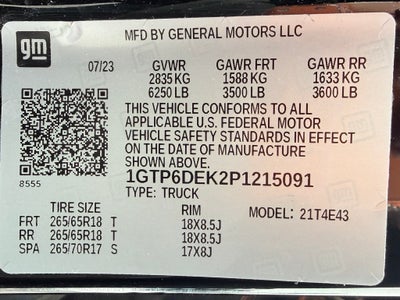 gm
MFD BY GENERAL MOTORS LLC
07/23 GVWR GAWR FRT GAWR RR
2835 KG 1588 KG 1633 KG
6250 LB 3500 LB 3600 LB
THIS VEHICLE CONFORMS TO ALL
APPLICABLE U.S. FEDERAL MOTOR
VEHICLE SAFETY STANDARDS IN EFFECT
ON THE DATE OF MANUFACTURE
SHOWN ABOVE.
8555
1GTP6DEK2P1215091
TYPE: TRUCK
TIRE SIZE RIM MODEL: 21T4E43
FRT 265/65R18 T 18X8.5J
RR 265/65R18 T 18X8.5J
SPA 265/70R17 S 17X8J